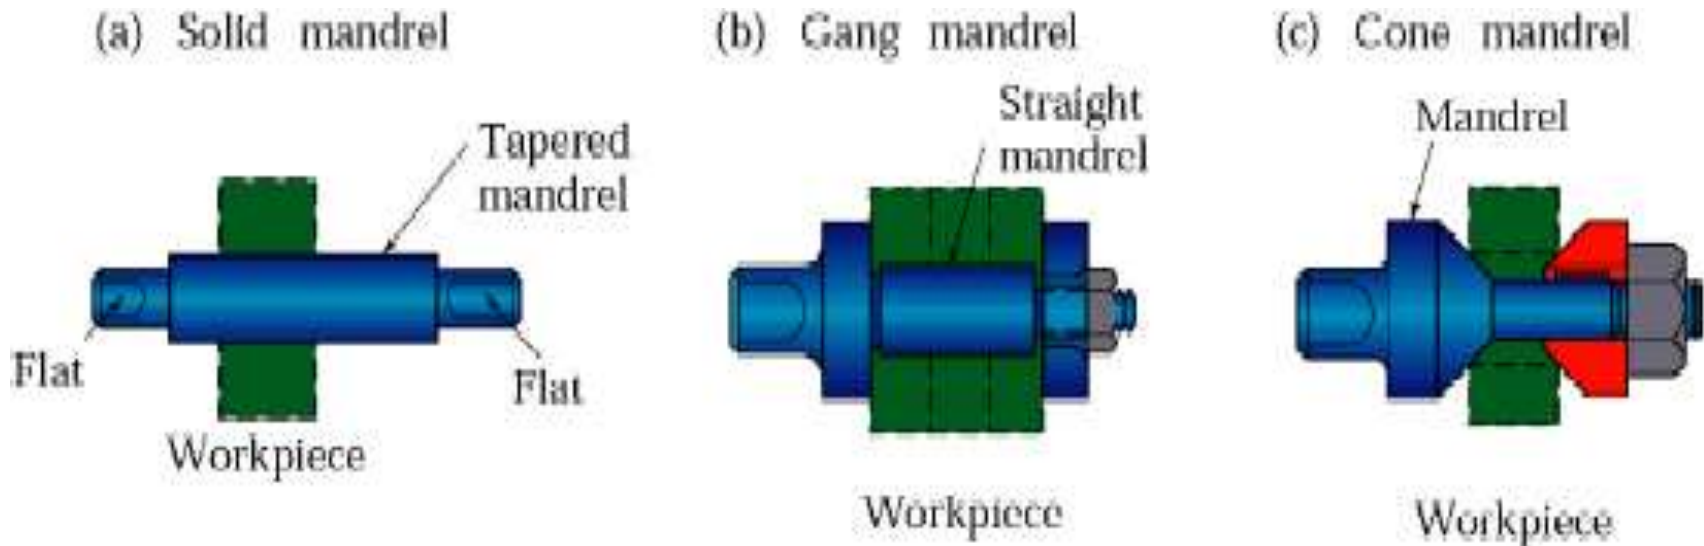 (a) Solid mandrel
Tapered
mandrel
Flat
Flat
Workpiece
(b) Gang mandrel
Straight
mandrel
Workpiece
(c) Cone mandrel
Mandrel
Workpiece